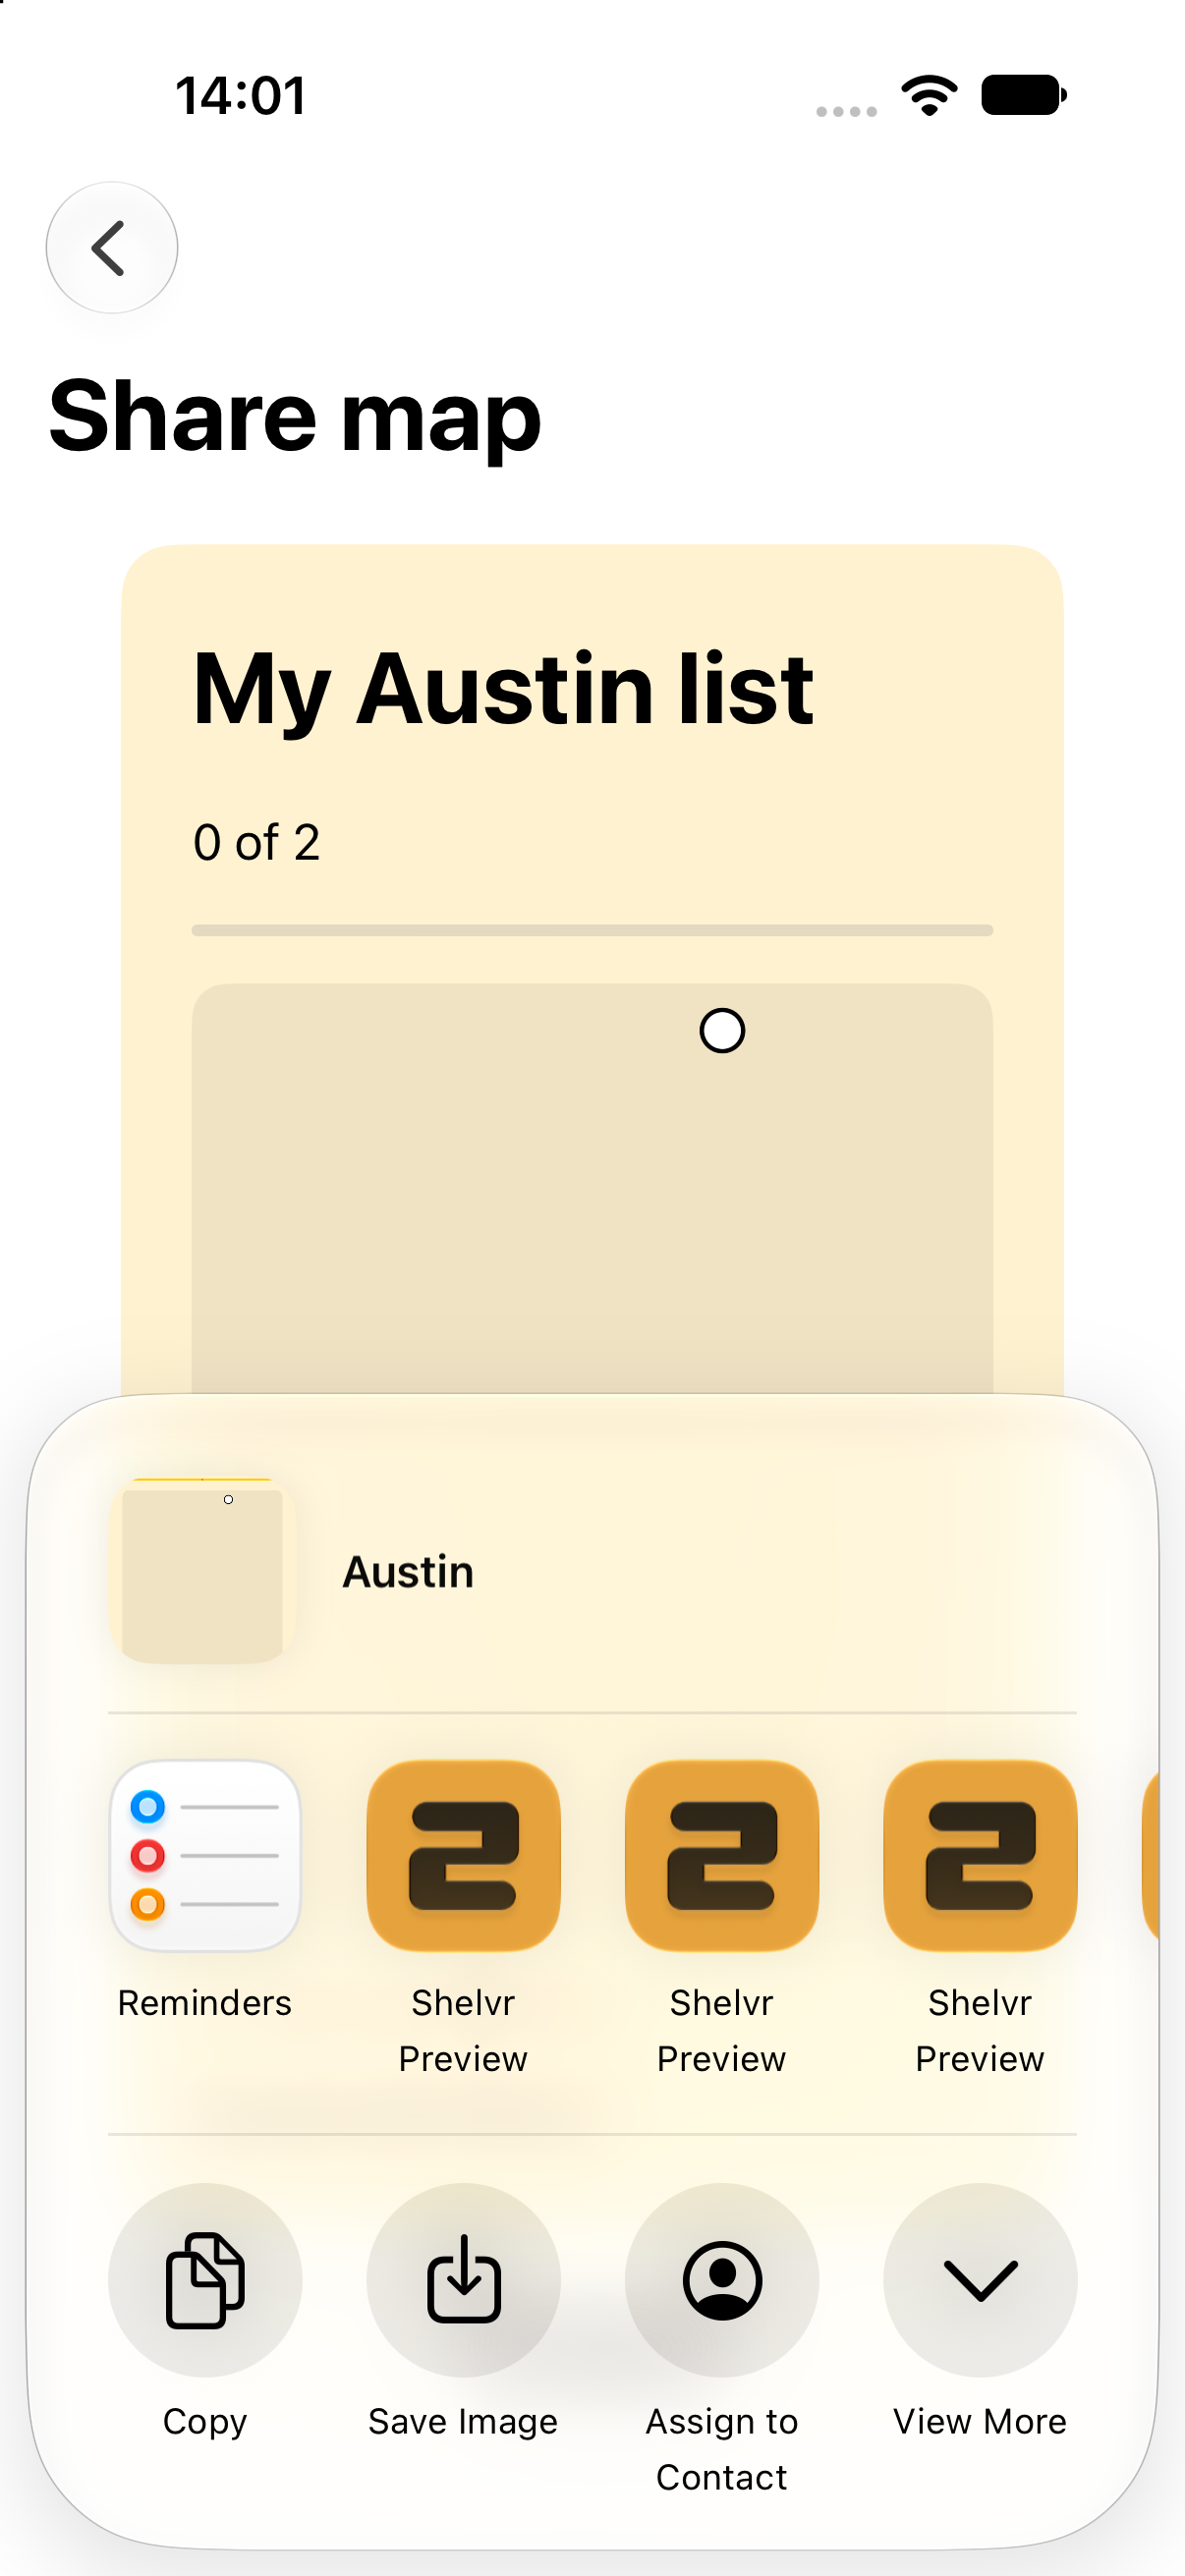 14:01
Share map
My Austin list
0 of 2
Austin
Reminders
Shelvr
Preview
Shelvr
Preview
Shelvr
Preview
Copy
Save Image
Assign to
Contact
View More